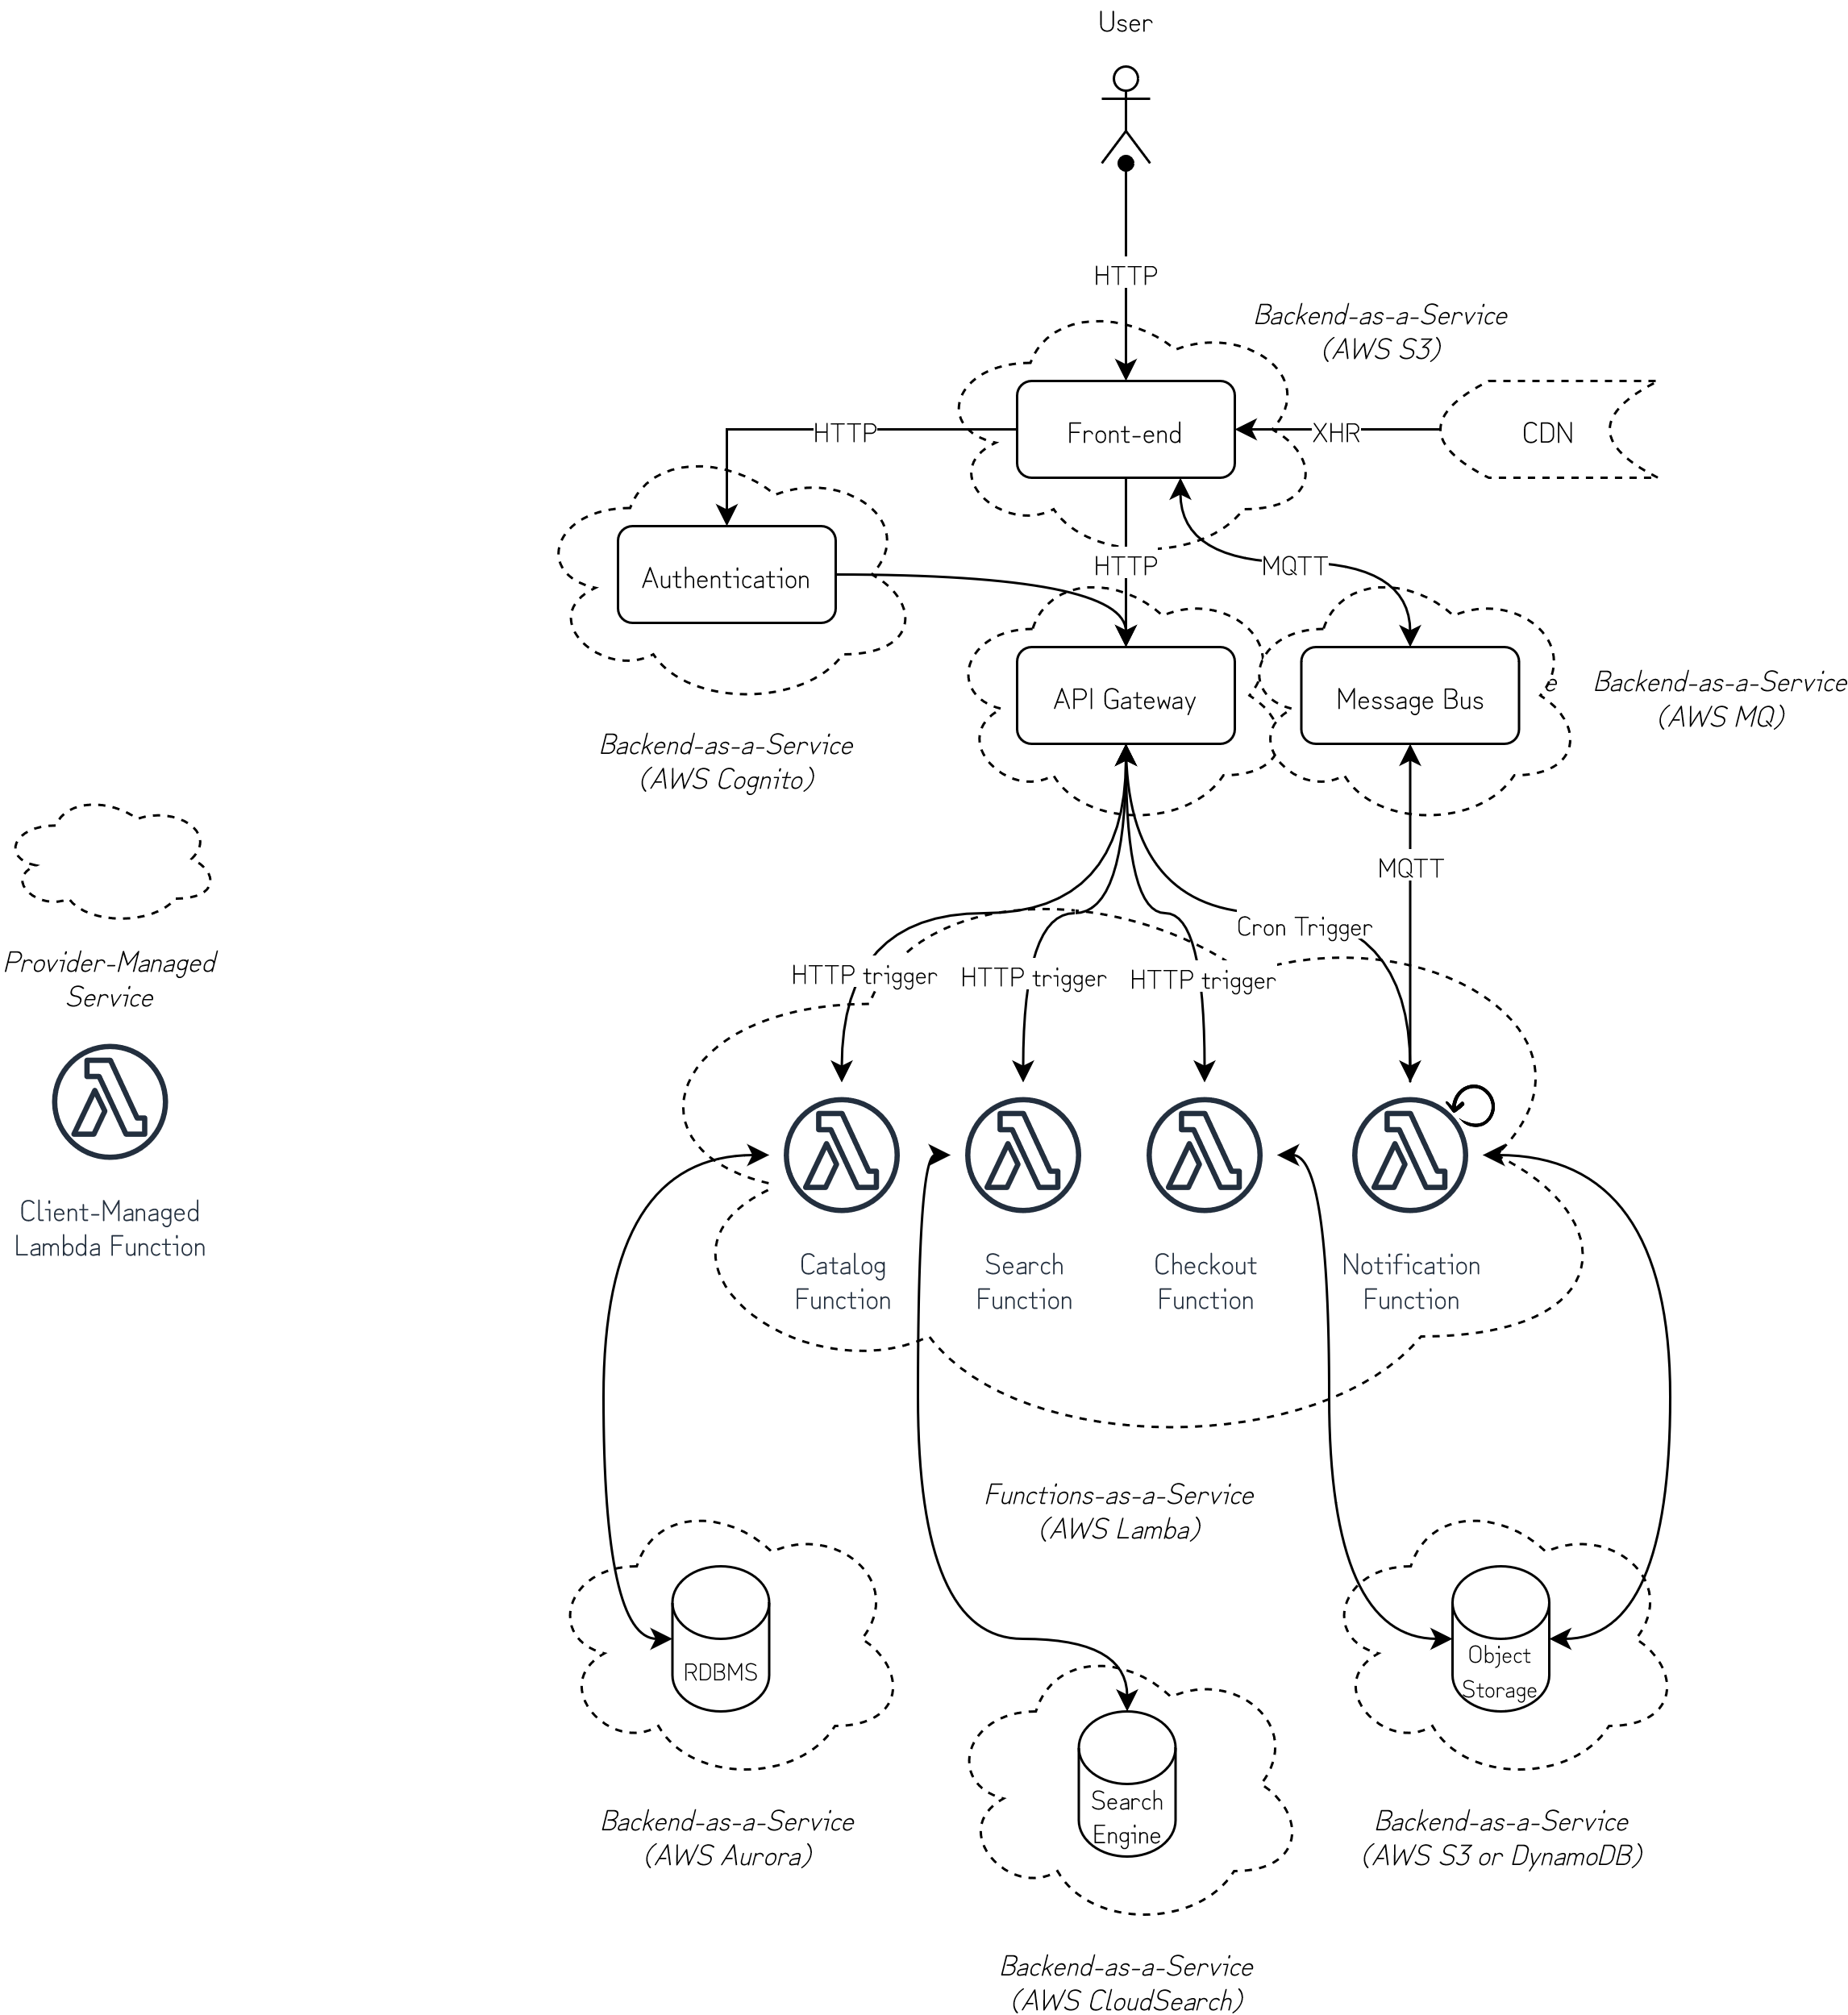 User
HTTP
Backend-as-a-Service
(AWS S3)
HTTP
Front-end
XHR
CDN
HTTP
MQTT
Authentication
API Gateway
Message Bus
e
Backend-as-a-Service
(AWS MQ)
Backend-as-a-Service
(AWS Cognito)
MQTT
Cron Trigger
HTTP trigger
HTTP trigger
HTTP trigger
Provider-Managed
Service
Client-Managed
Lambda Function
Catalog
Function
Search
Function
Checkout
Function
Notification
Function
Functions-as-a-Service
(AWS Lamba)
RDBMS
Object
Storage
Search
Engine
Backend-as-a-Service
(AWS Aurora)
Backend-as-a-Service
(AWS S3 or DynamoDB)
Backend-as-a-Service
(AWS CloudSearch)